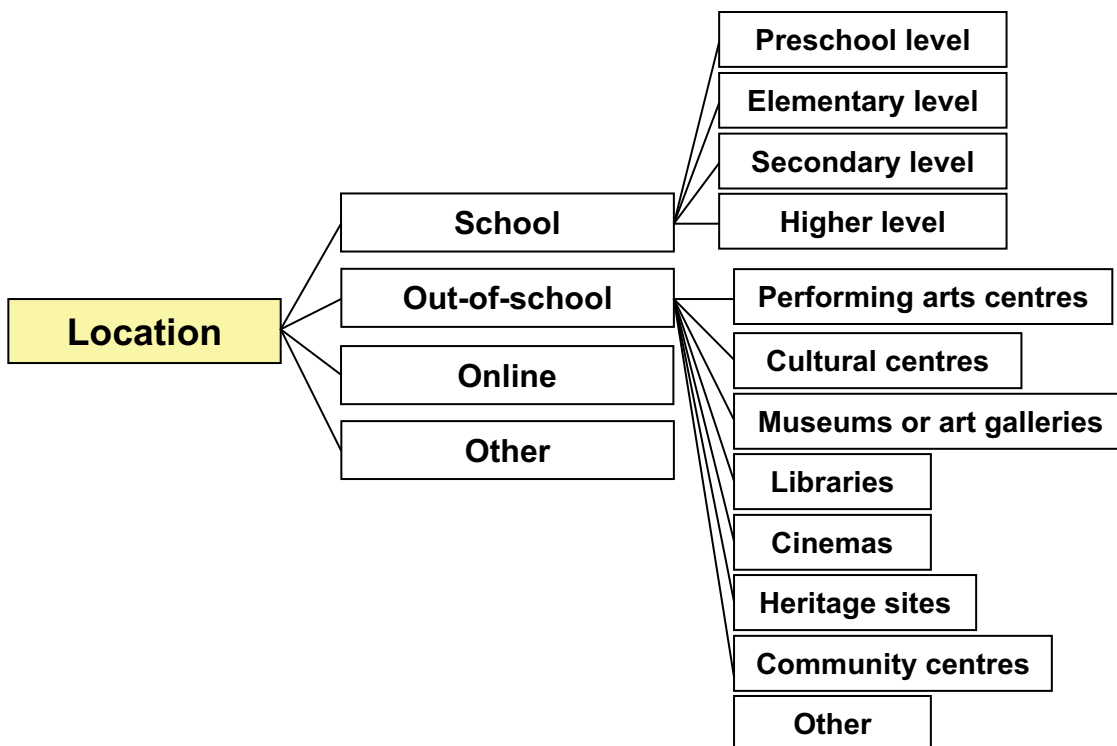 Location
School
Out-of-school
Online
Other
Preschool level
Elementary level
Secondary level
Higher level
Performing arts centres
Cultural centres
Museums or art galleries
Libraries
Cinemas
Heritage sites
Community centres
Other